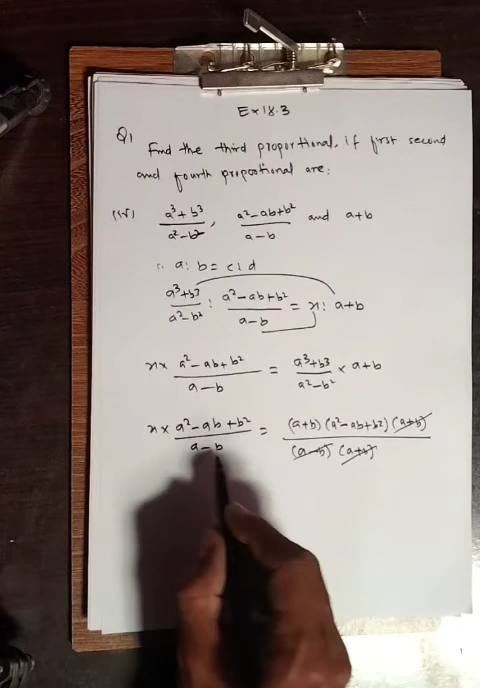 Ex 18.3
Q1 Find the third proportional, if first second
and fourth propotional are:
(iv) a³+b³/a²-b², a²-ab+b²/a-b and a+b
∴ a:b = c:d
a³+b³/a²-b² : a²-ab+b²/a-b = x : a+b
x × a²-ab+b²/a-b = a³+b³/a²-b² × a+b
x × a²-ab+b²/a-b = (a+b)(a²-ab+b²)(a+b)/(a-b)(a+b)